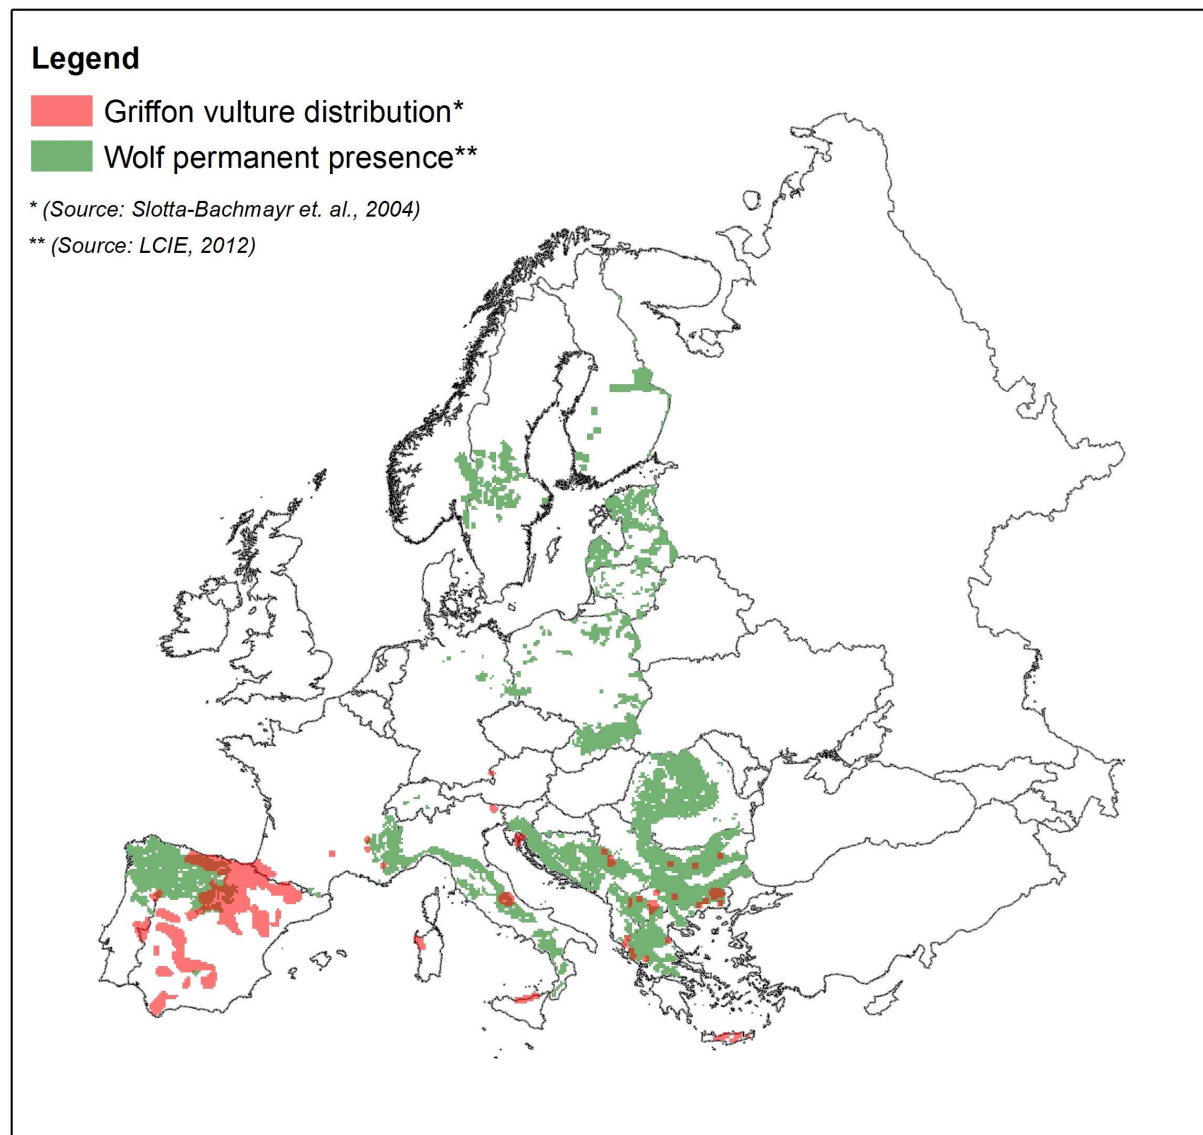 Legend
Griffon vulture distribution*
Wolf permanent presence**
* (Source: Slotta-Bachmayr et. al., 2004)
** (Source: LCIE, 2012)